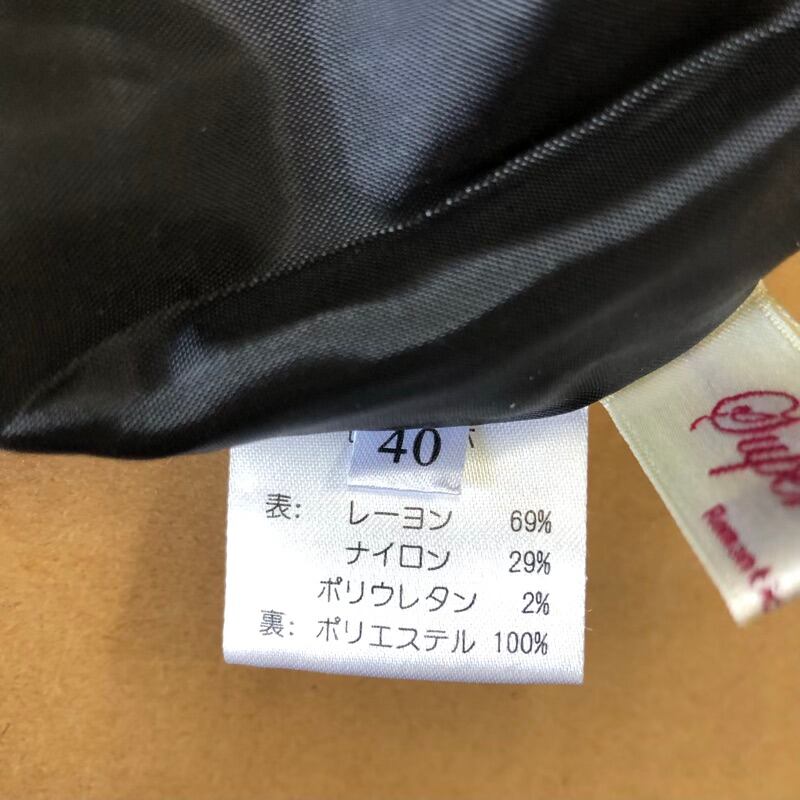 40
表: レーヨン 69%
ナイロン 29%
ポリウレタン 2%
裏: ポリエステル 100%